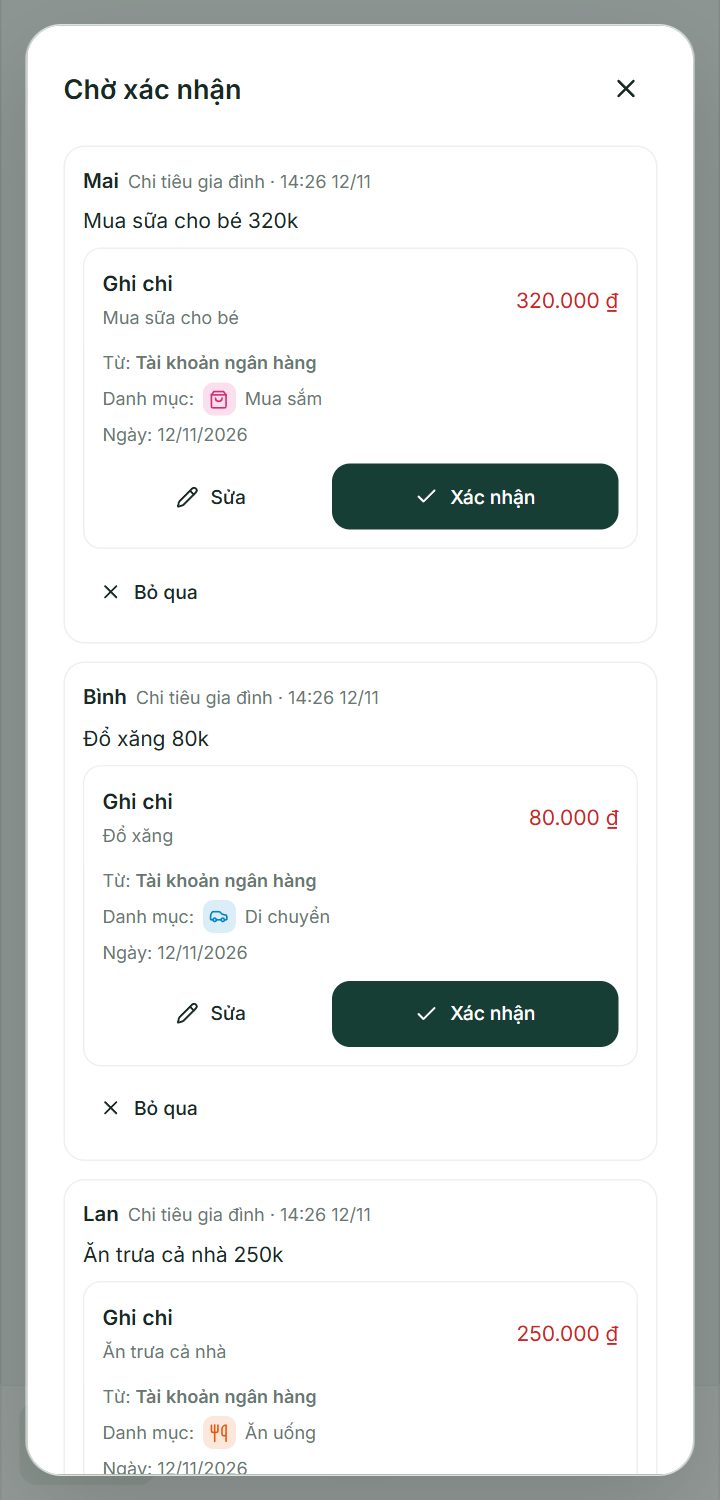 Chờ xác nhận
Mai Chi tiêu gia đình · 14:26 12/11
Mua sữa cho bé 320k
Ghi chi
320.000 ₫
Mua sữa cho bé
Từ: Tài khoản ngân hàng
Danh mục: Mua sắm
Ngày: 12/11/2026
Sửa
Xác nhận
Bỏ qua
Bình Chi tiêu gia đình · 14:26 12/11
Đổ xăng 80k
Ghi chi
80.000 ₫
Đổ xăng
Từ: Tài khoản ngân hàng
Danh mục: Di chuyển
Ngày: 12/11/2026
Sửa
Xác nhận
Bỏ qua
Lan Chi tiêu gia đình · 14:26 12/11
Ăn trưa cả nhà 250k
Ghi chi
250.000 ₫
Ăn trưa cả nhà
Từ: Tài khoản ngân hàng
Danh mục: Ăn uống
Ngày: 12/11/2026